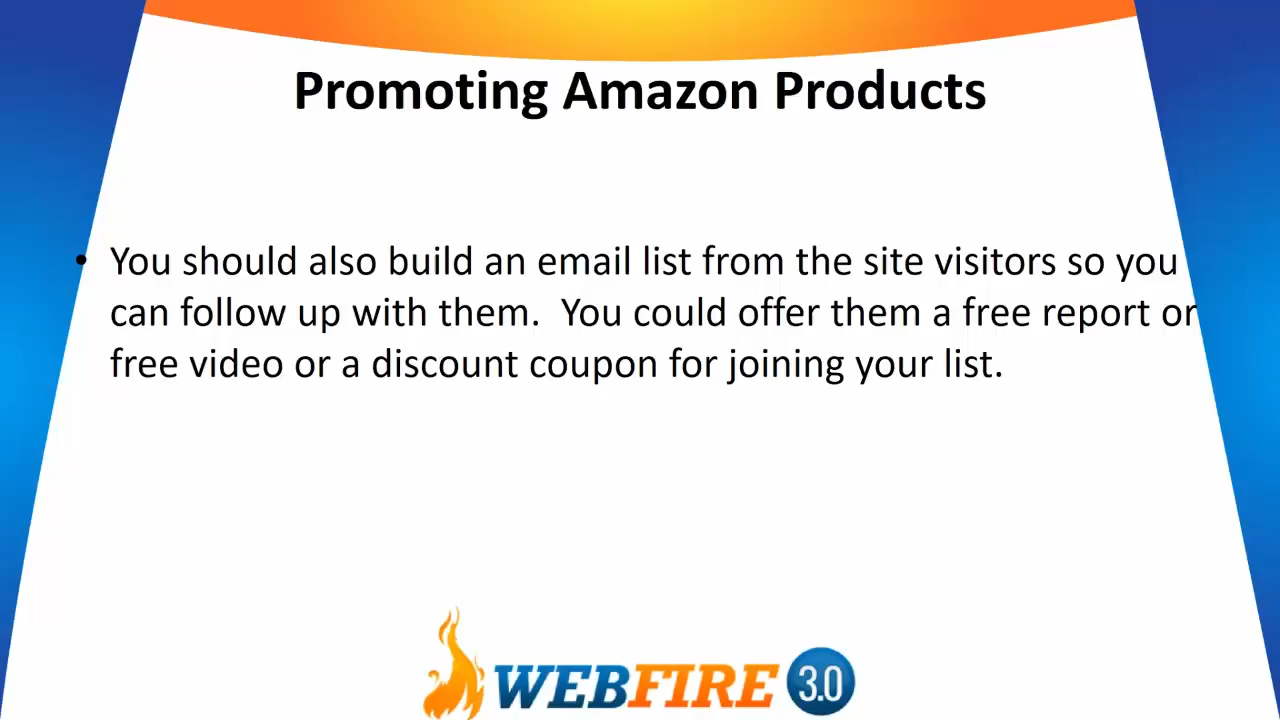 Promoting Amazon Products
• You should also build an email list from the site visitors so you
can follow up with them.  You could offer them a free report or
free video or a discount coupon for joining your list.
WEBFIRE 3.0